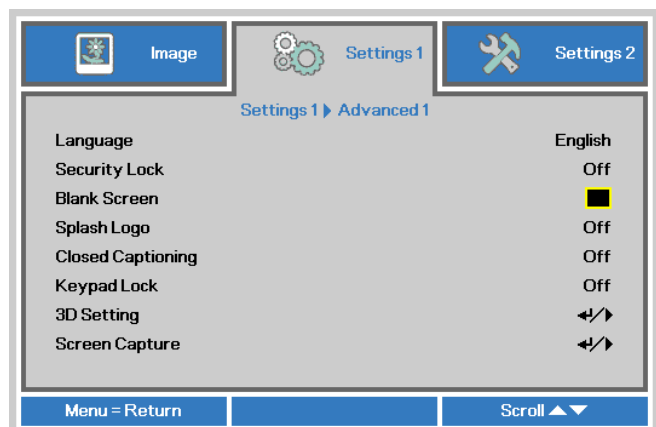 Image
Settings 1
Settings 2
Settings 1 ▶ Advanced 1
Language English
Security Lock Off
Blank Screen
Splash Logo Off
Closed Captioning Off
Keypad Lock Off
3D Setting ↵/▶
Screen Capture ↵/▶
Menu = Return Scroll ▲▼